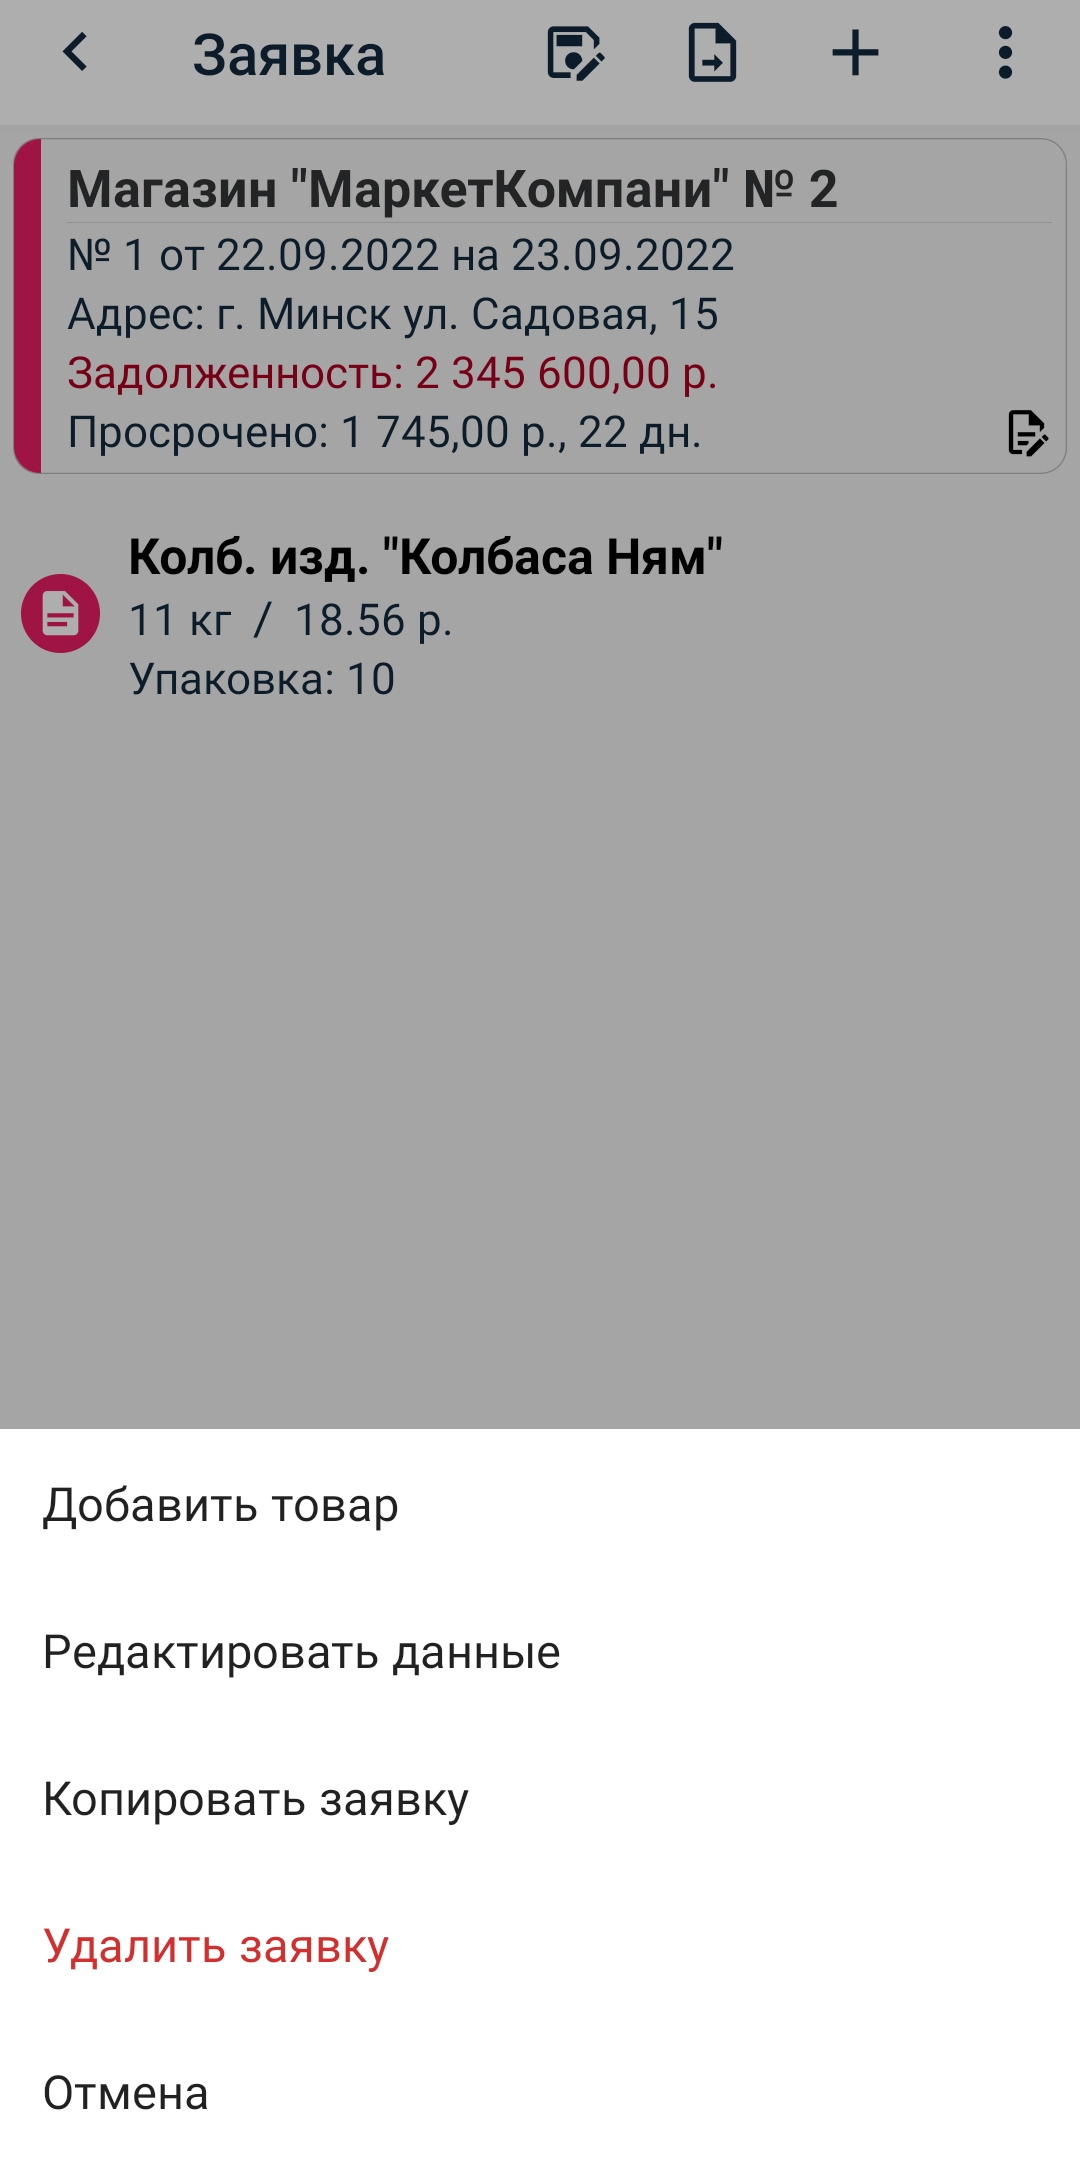 Заявка
Магазин "МаркетКомпани" № 2
№ 1 от 22.09.2022 на 23.09.2022
Адрес: г. Минск ул. Садовая, 15
Задолженность: 2 345 600,00 р.
Просрочено: 1 745,00 р., 22 дн.
Колб. изд. "Колбаса Ням"
11 кг / 18.56 р.
Упаковка: 10
Добавить товар
Редактировать данные
Копировать заявку
Удалить заявку
Отмена